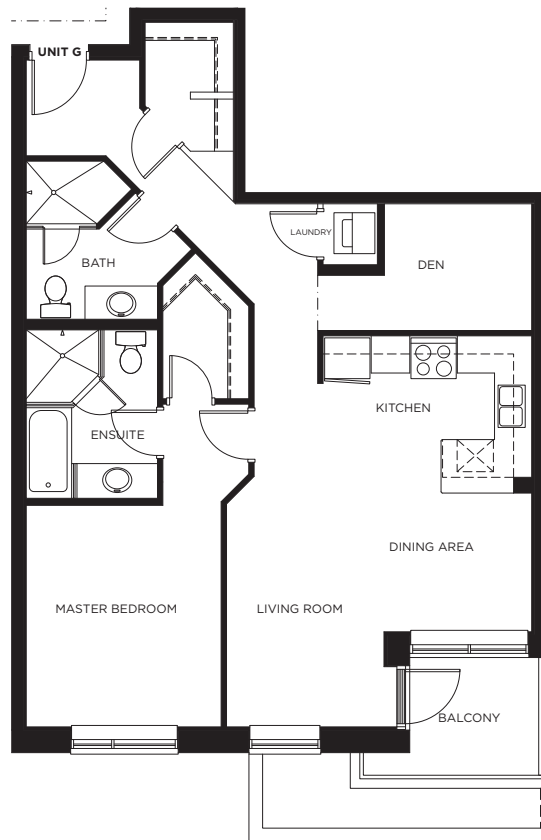 UNIT G
LAUNDRY
BATH
DEN
KITCHEN
ENSUITE
DINING AREA
MASTER BEDROOM
LIVING ROOM
BALCONY